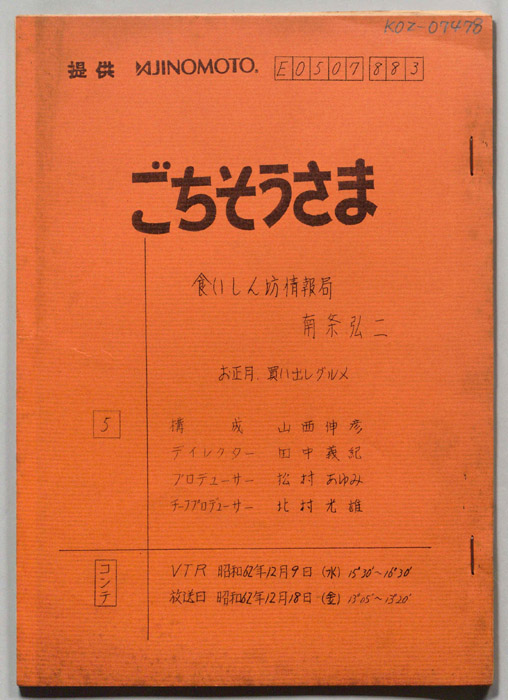 K02-07478
提供 AJINOMOTO. E0507883
ごちそうさま
食いしん坊情報局
南条弘二
お正月、買い出しグルメ
5
構成 山西伸彦
ディレクター 田中義紀
プロデューサー 松村あゆみ
チーフプロデューサー 北村光雄
コンテ
VTR 昭和62年12月9日(水) 15°30′〜16°30′
放送日 昭和62年12月18日(金) 13°05′〜13°20′